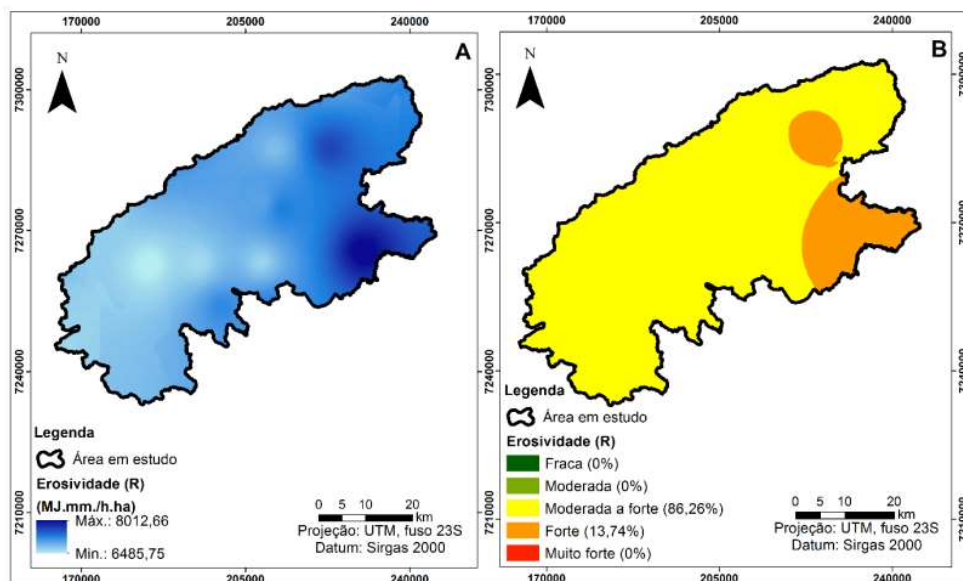 170000 205000 240000
A
N
7300000
7270000
7240000
7210000
Legenda
Área em estudo
Erosividade (R)
(MJ.mm./h.ha)
Máx.: 8012,66
Min.: 6485,75
0 5 10 20
km
Projeção: UTM, fuso 23S
Datum: Sirgas 2000
170000 205000 240000
170000 205000 240000
B
N
7300000
7270000
7240000
7210000
Legenda
Área em estudo
Erosividade (R)
Fraca (0%)
Moderada (0%)
Moderada a forte (86,26%)
Forte (13,74%)
Muito forte (0%)
0 5 10 20
km
Projeção: UTM, fuso 23S
Datum: Sirgas 2000
170000 205000 240000